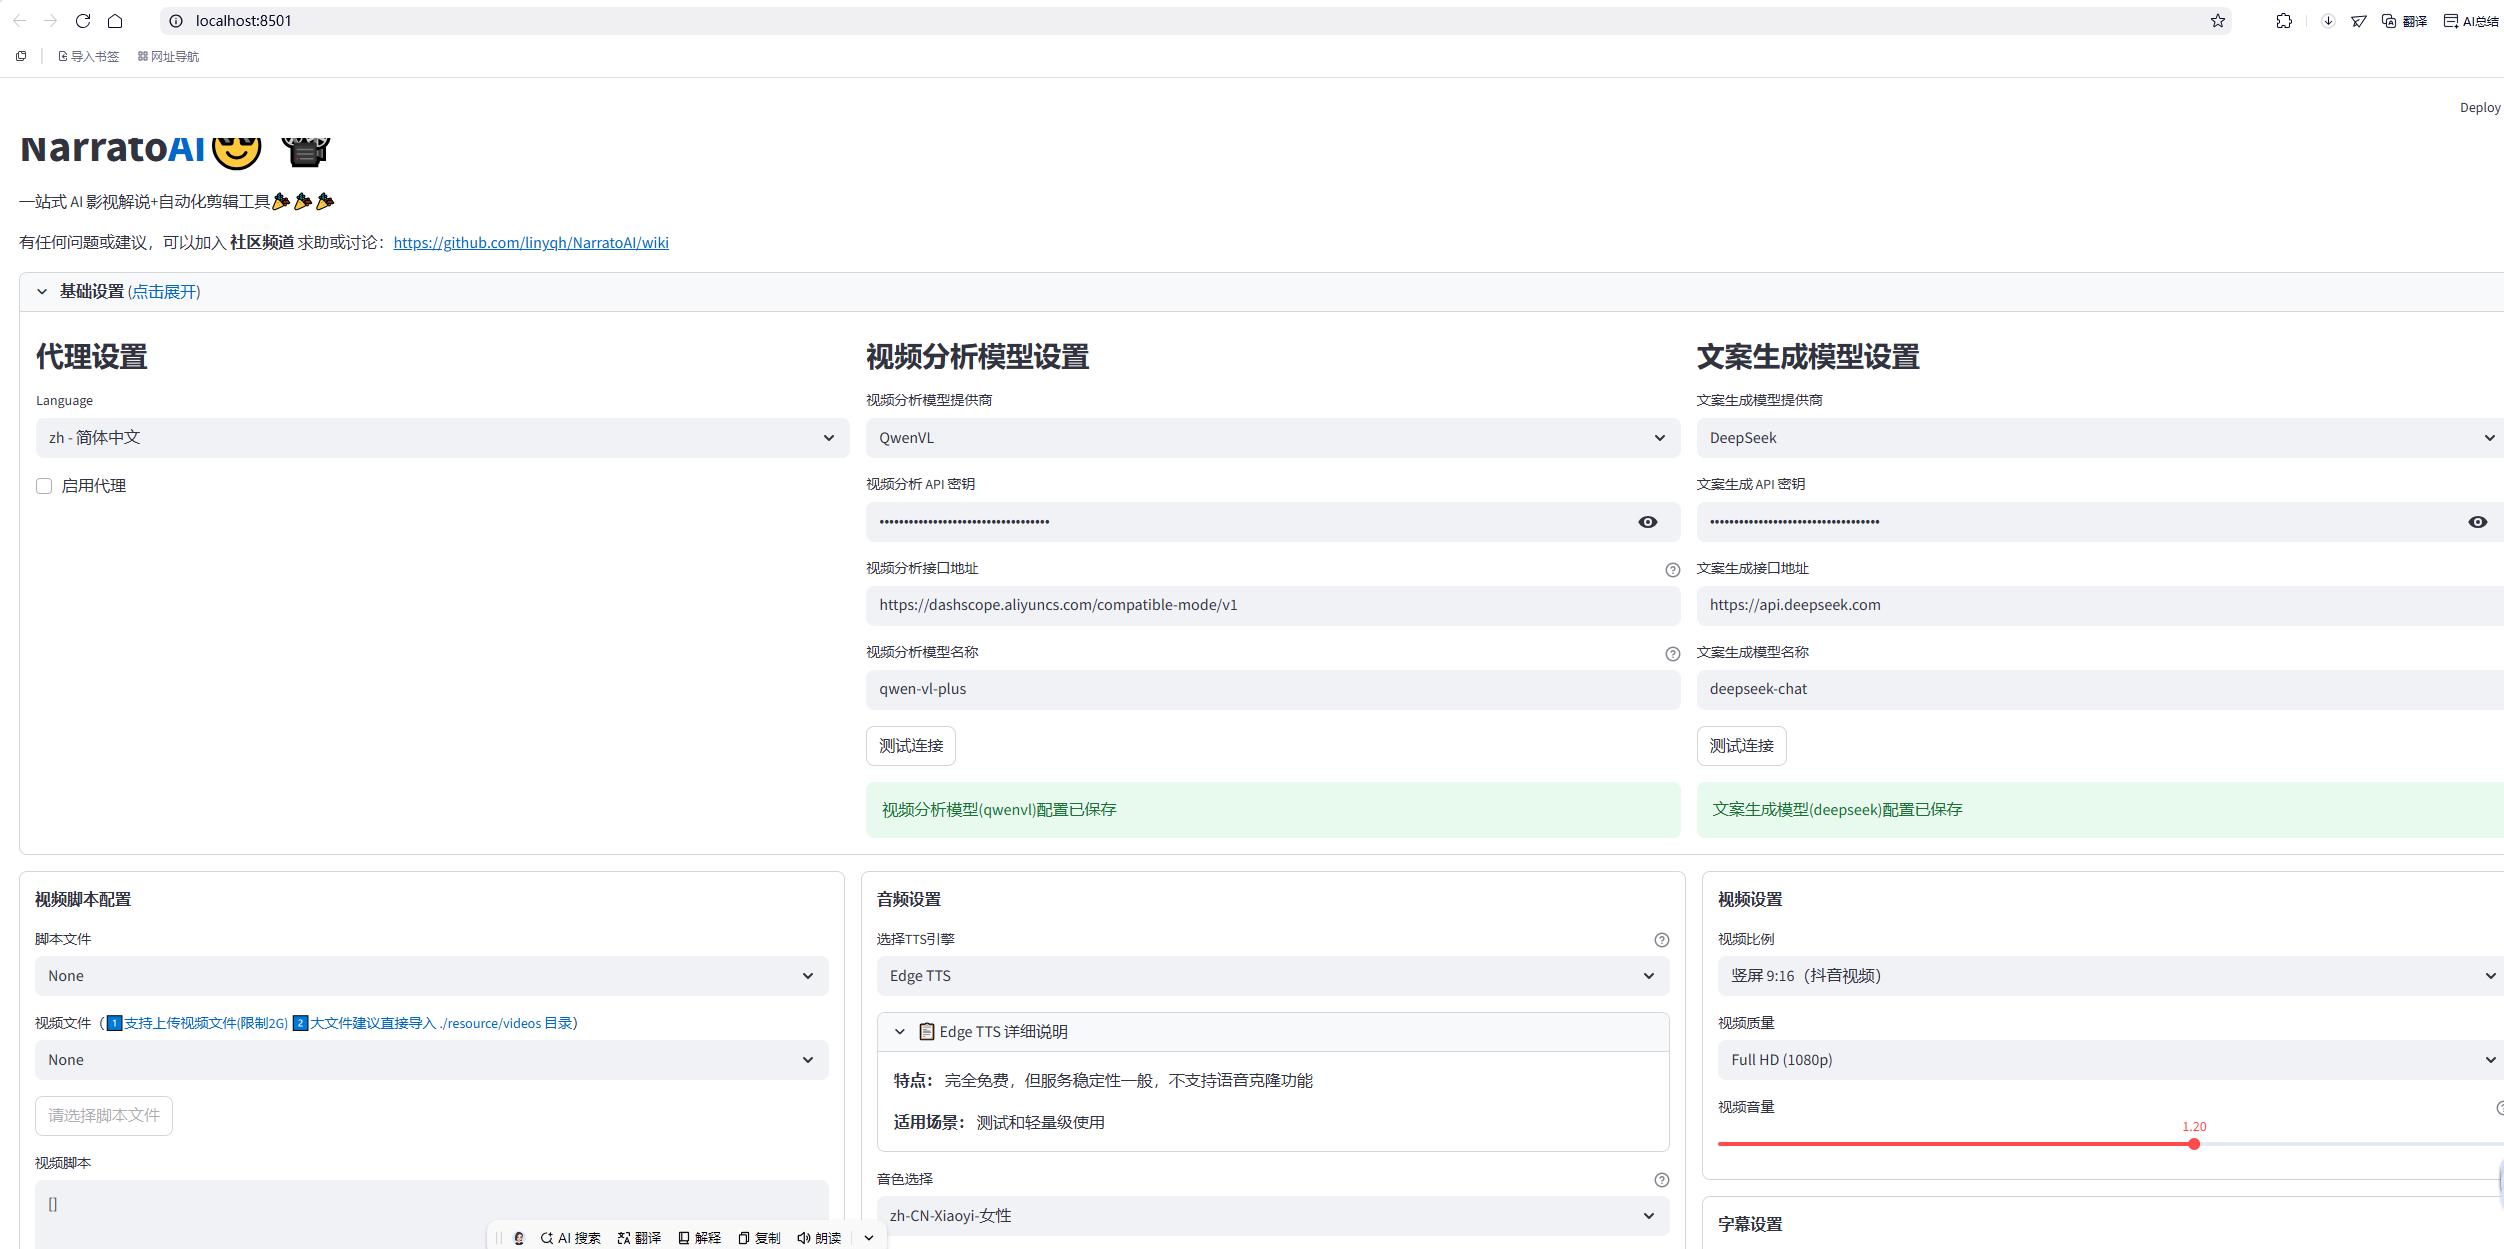 localhost:8501
翻译
AI总结
导入书签
网址导航
Deploy
NarratoAI😎 📽️
一站式 AI 影视解说+自动化剪辑工具🎉🎉🎉
有任何问题或建议，可以加入 社区频道 求助或讨论：https://github.com/linyqh/NarratoAI/wiki
基础设置 (点击展开)
代理设置
Language
zh - 简体中文
启用代理
视频分析模型设置
视频分析模型提供商
QwenVL
视频分析 API 密钥
•••••••••••••••••••••••••••••••••••
视频分析接口地址
https://dashscope.aliyuncs.com/compatible-mode/v1
视频分析模型名称
qwen-vl-plus
测试连接
视频分析模型(qwenvl)配置已保存
文案生成模型设置
文案生成模型提供商
DeepSeek
文案生成 API 密钥
•••••••••••••••••••••••••••••••••••
文案生成接口地址
https://api.deepseek.com
文案生成模型名称
deepseek-chat
测试连接
文案生成模型(deepseek)配置已保存
视频脚本配置
脚本文件
None
视频文件（1️⃣支持上传视频文件(限制2G) 2️⃣大文件建议直接导入 ./resource/videos 目录）
None
请选择脚本文件
视频脚本
[]
音频设置
选择TTS引擎
Edge TTS
📋 Edge TTS 详细说明
特点： 完全免费，但服务稳定性一般，不支持语音克隆功能
适用场景： 测试和轻量级使用
音色选择
zh-CN-Xiaoyi-女性
视频设置
视频比例
竖屏 9:16（抖音视频）
视频质量
Full HD (1080p)
视频音量
1.20
字幕设置
AI 搜索
翻译
解释
复制
朗读